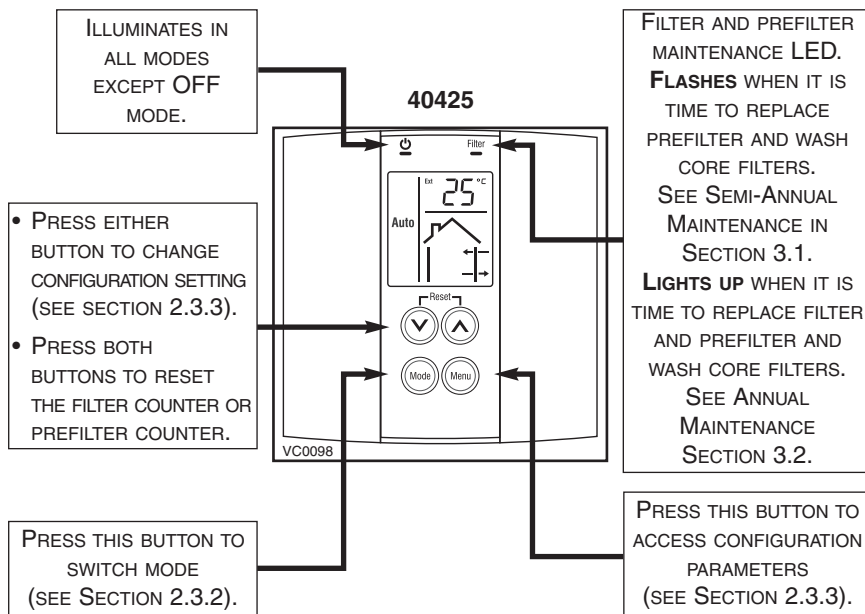 ILLUMINATES IN
ALL MODES
EXCEPT OFF
MODE.
40425
FILTER AND PREFILTER
MAINTENANCE LED.
FLASHES WHEN IT IS
TIME TO REPLACE
PREFILTER AND WASH
CORE FILTERS.
SEE SEMI-ANNUAL
MAINTENANCE IN
SECTION 3.1.
LIGHTS UP WHEN IT IS
TIME TO REPLACE FILTER
AND PREFILTER AND
WASH CORE FILTERS.
SEE ANNUAL
MAINTENANCE
SECTION 3.2.
Filter
Ext 25 °C
Auto
Reset
Mode
Menu
VC0098
• PRESS EITHER
BUTTON TO CHANGE
CONFIGURATION SETTING
(SEE SECTION 2.3.3).
• PRESS BOTH
BUTTONS TO RESET
THE FILTER COUNTER OR
PREFILTER COUNTER.
PRESS THIS BUTTON TO
SWITCH MODE
(SEE SECTION 2.3.2).
PRESS THIS BUTTON TO
ACCESS CONFIGURATION
PARAMETERS
(SEE SECTION 2.3.3).